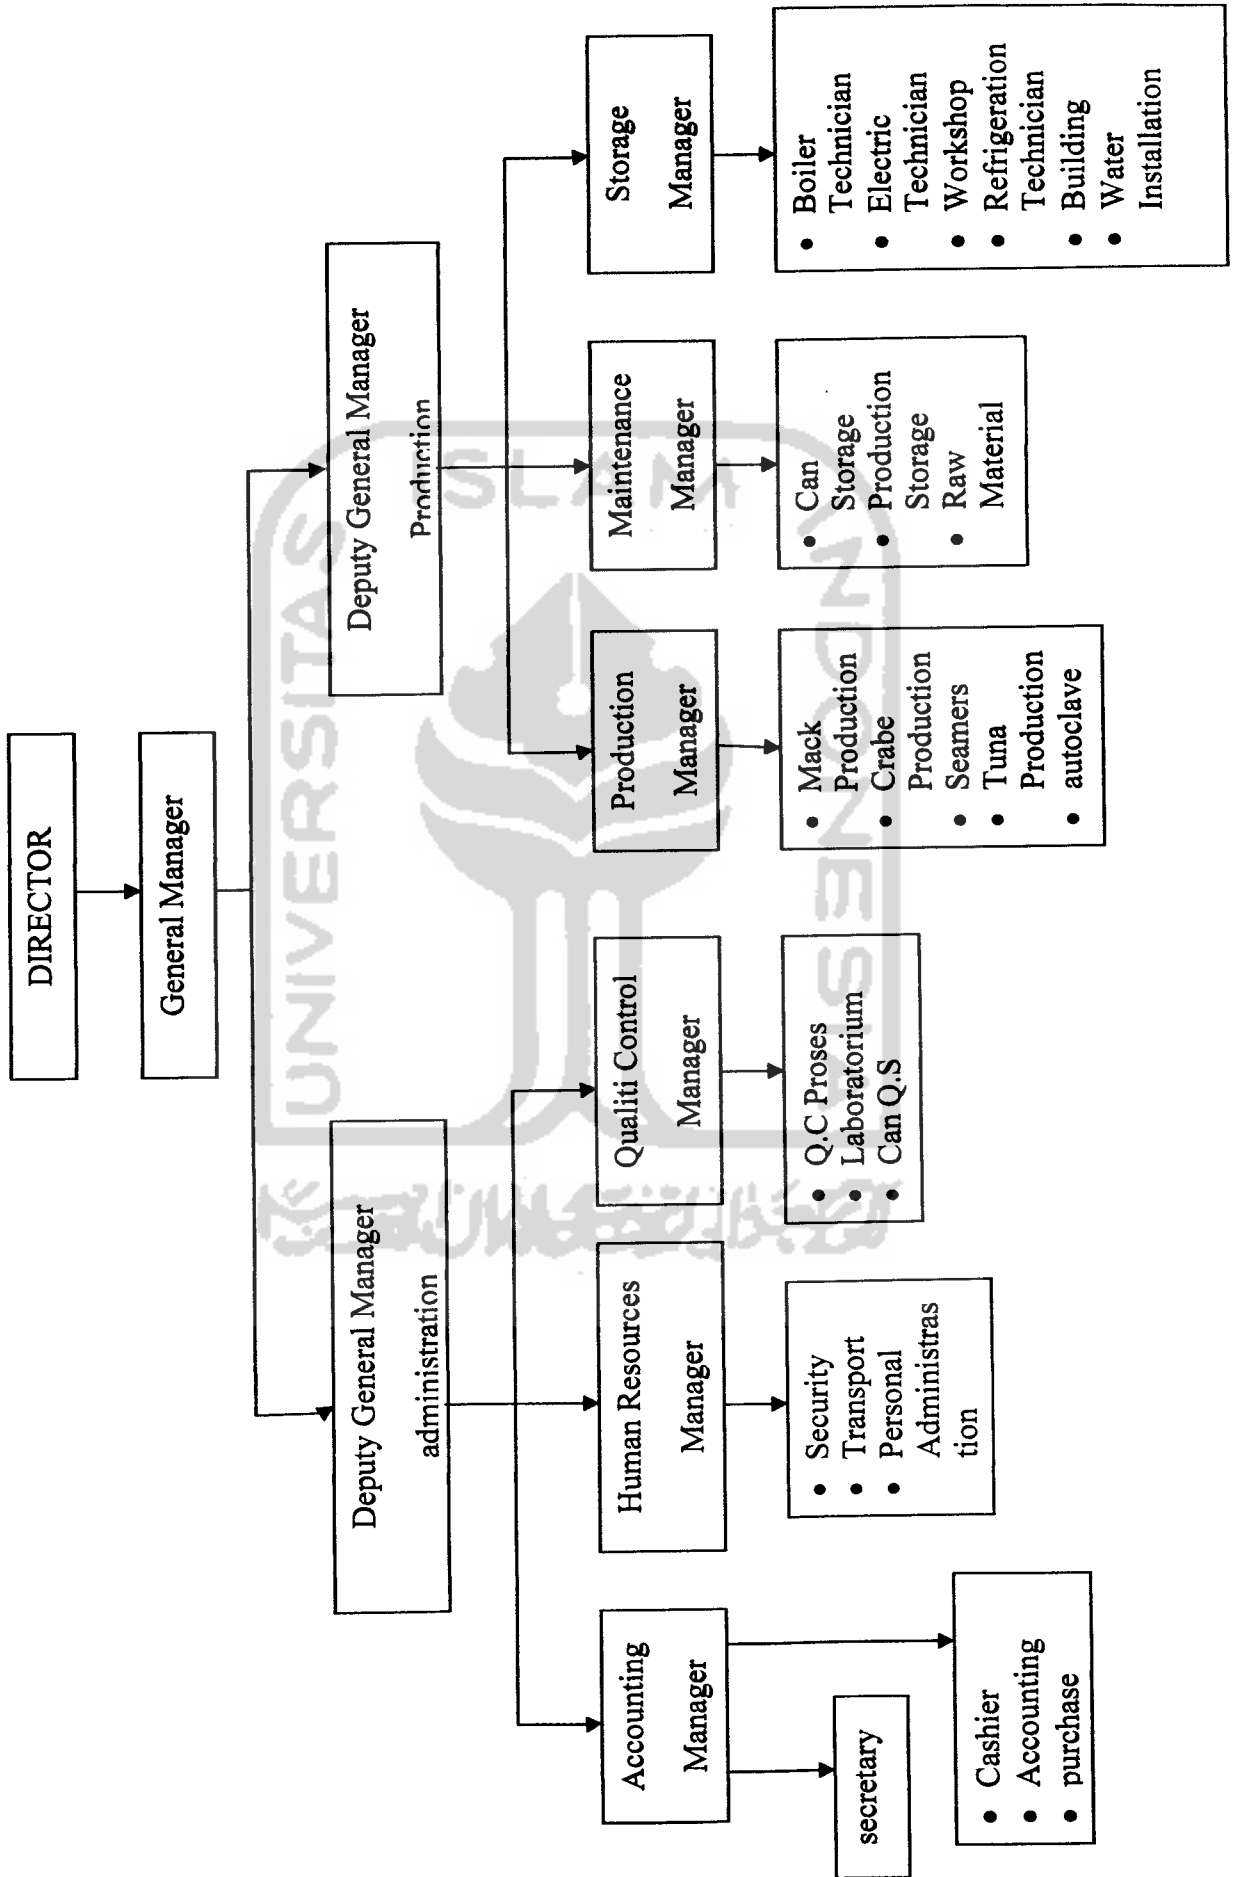 DIRECTOR
General Manager
Deputy General Manager
administration
Deputy General Manager
Production
Accounting
Manager
Human Resources
Manager
Qualiti Control
Manager
Production
Manager
Maintenance
Manager
Storage
Manager
secretary
• Cashier
• Accounting
• purchase
• Security
• Transport
• Personal
Administras
tion
• Q.C Proses
• Laboratorium
• Can Q.S
• Mack
Production
• Crabe
Production
• Seamers
• Tuna
Production
• autoclave
• Can
Storage
• Production
Storage
• Raw
Material
• Boiler
Technician
• Electric
Technician
• Workshop
• Refrigeration
Technician
• Building
• Water
Installation
UNIVERSITAS
ISLAM
INDONESIA